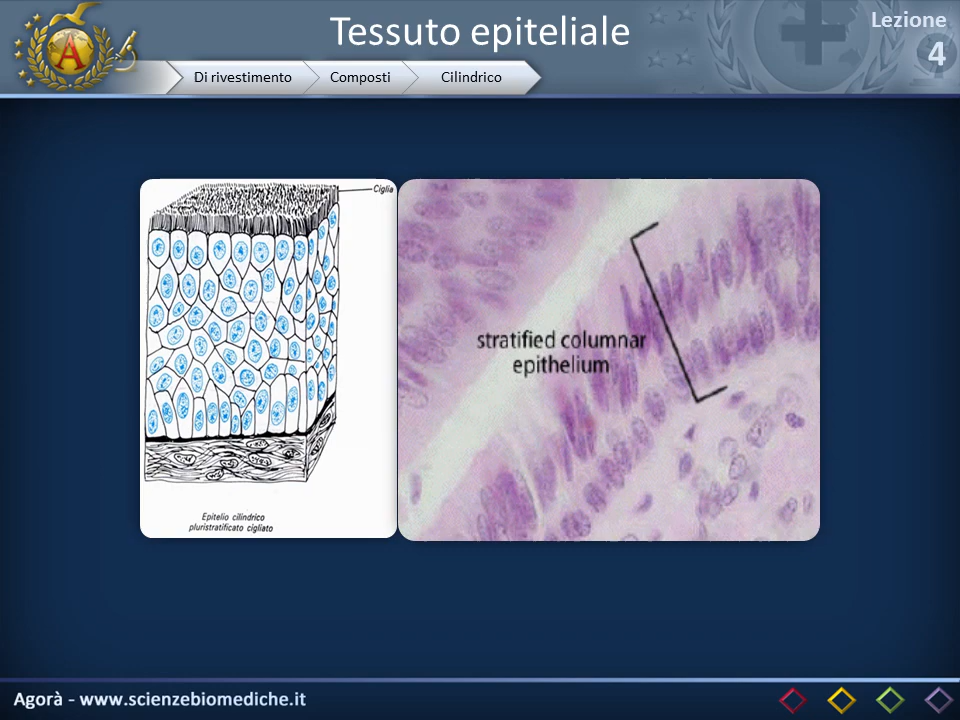 Tessuto epiteliale
Lezione
4
A
Di rivestimento
Composti
Cilindrico
Ciglia
stratified columnar
epithelium
Epitelio cilindrico
pluristratificato cigliato
Agorà - www.scienzebiomediche.it